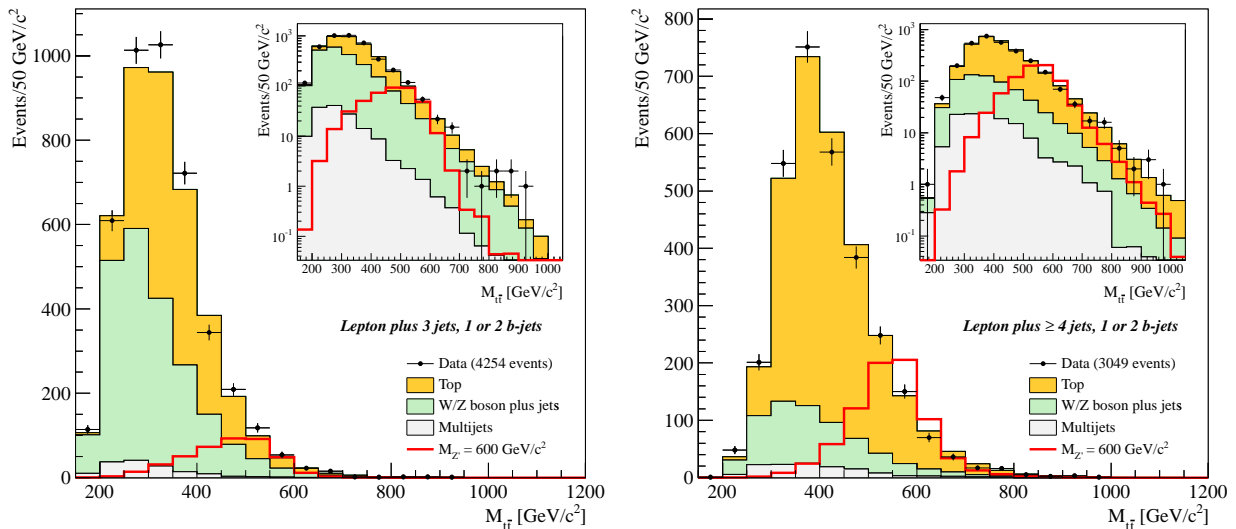 Events/50 GeV/c²
1000
800
600
400
200
0
200 400 600 800 1000 1200
M_tt̄ [GeV/c²]
Events/50 GeV/c²
10³
10²
10
1
10⁻¹
200 300 400 500 600 700 800 900 1000
M_tt̄ [GeV/c²]
Lepton plus 3 jets, 1 or 2 b-jets
Data (4254 events)
Top
W/Z boson plus jets
Multijets
M_Z' = 600 GeV/c²
Events/50 GeV/c²
800
700
600
500
400
300
200
100
0
200 400 600 800 1000 1200
M_tt̄ [GeV/c²]
Events/50 GeV/c²
10³
10²
10
1
10⁻¹
200 300 400 500 600 700 800 900 1000
M_tt̄ [GeV/c²]
Lepton plus ≥ 4 jets, 1 or 2 b-jets
Data (3049 events)
Top
W/Z boson plus jets
Multijets
M_Z' = 600 GeV/c²